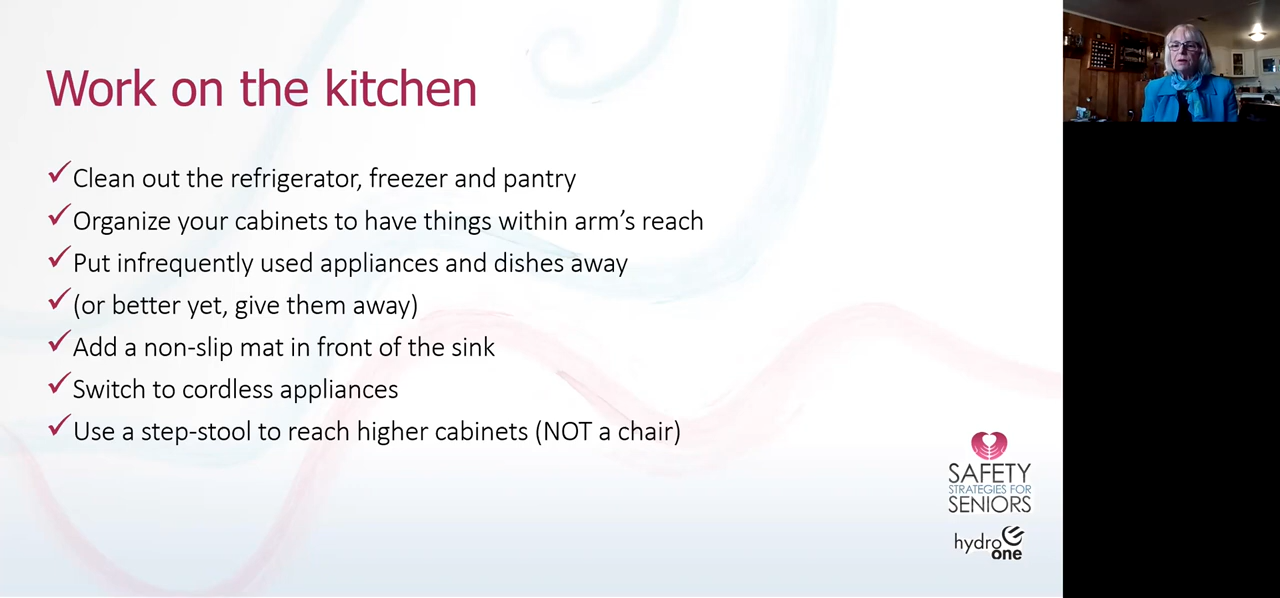 Work on the kitchen
Clean out the refrigerator, freezer and pantry
Organize your cabinets to have things within arm’s reach
Put infrequently used appliances and dishes away
(or better yet, give them away)
Add a non-slip mat in front of the sink
Switch to cordless appliances
Use a step-stool to reach higher cabinets (NOT a chair)
SAFETY
STRATEGIES FOR
SENIORS
hydro
one